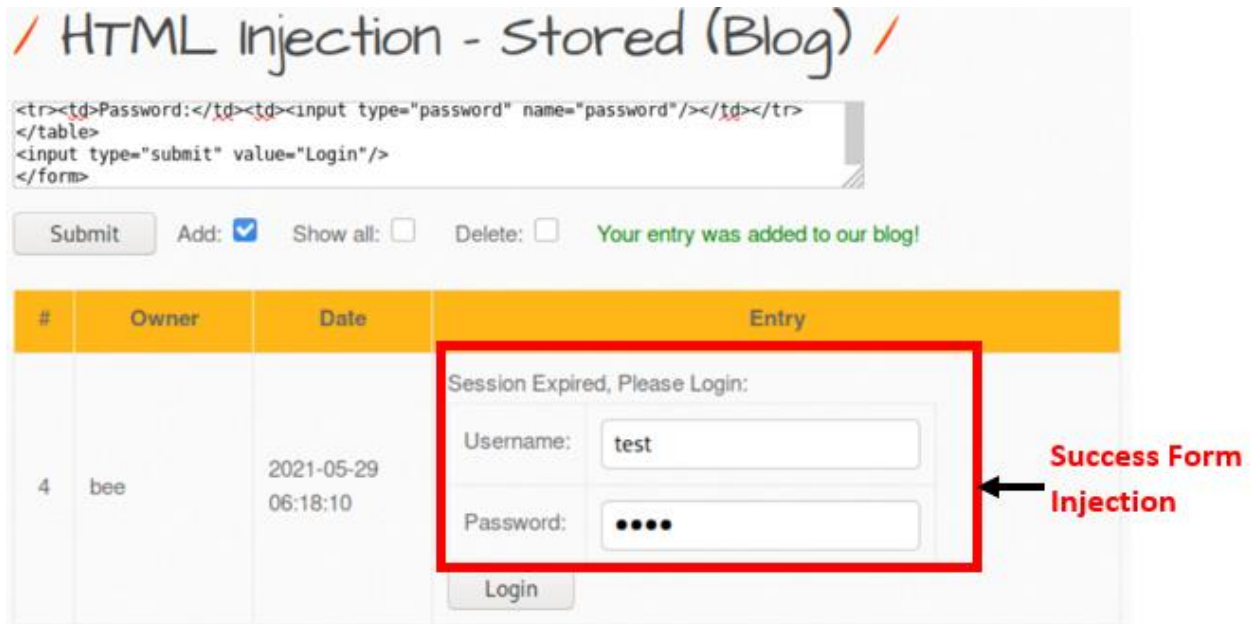 / HTML Injection - Stored (Blog) /
<tr><td>Password:</td><td><input type="password" name="password"/></td></tr>
</table>
<input type="submit" value="Login"/>
</form>
Submit Add: Show all: Delete: Your entry was added to our blog!
# Owner Date Entry
Session Expired, Please Login:
Username: test
4 bee 2021-05-29
06:18:10
Password: ••••
Login
Success Form
Injection